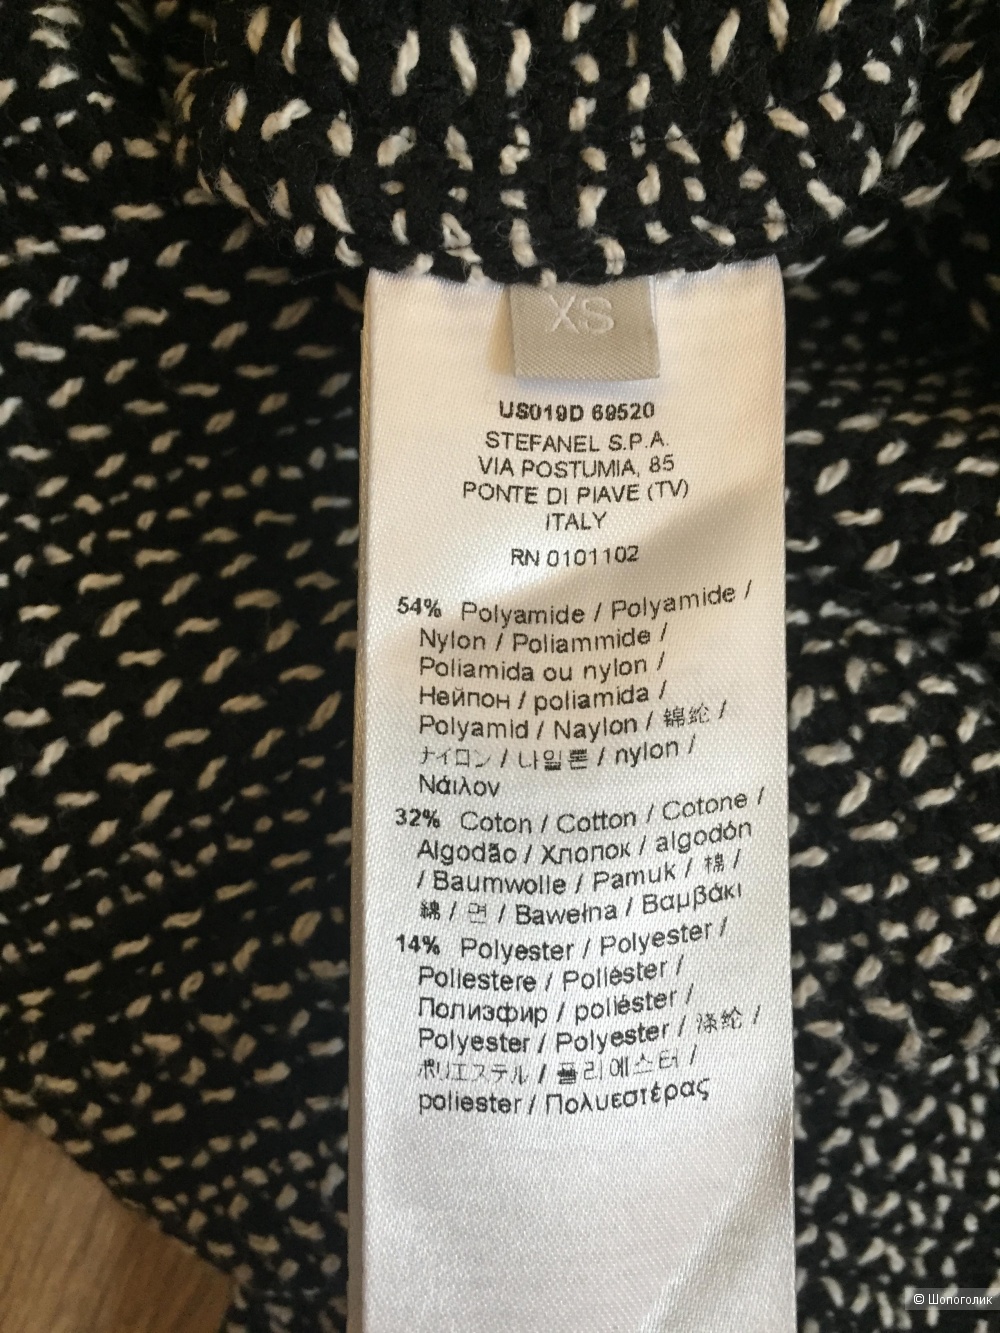 XS
US019D 69520
STEFANEL S.P.A.
VIA POSTUMIA, 85
PONTE DI PIAVE (TV)
ITALY
RN 0101102
54% Polyamide / Polyamide /
Nylon / Poliammide /
Poliamida ou nylon /
Нейпон / poliamida /
Polyamid / Naylon / 錦綸 /
ナイロン / 나일론 / nylon /
Νάιλον
32% Coton / Cotton / Cotone /
Algodão / Хлопок / algodón
/ Baumwolle / Pamuk / 棉 /
綿 / 면 / Bawełna / Βαμβάκι
14% Polyester / Polyester /
Poliestere / Poliéster /
Полиэфир / poliéster /
Polyester / Polyester / 涤纶 /
ポリエステル / 폴리에스터 /
poliester / Πολυεστέρας
© Шопоголик